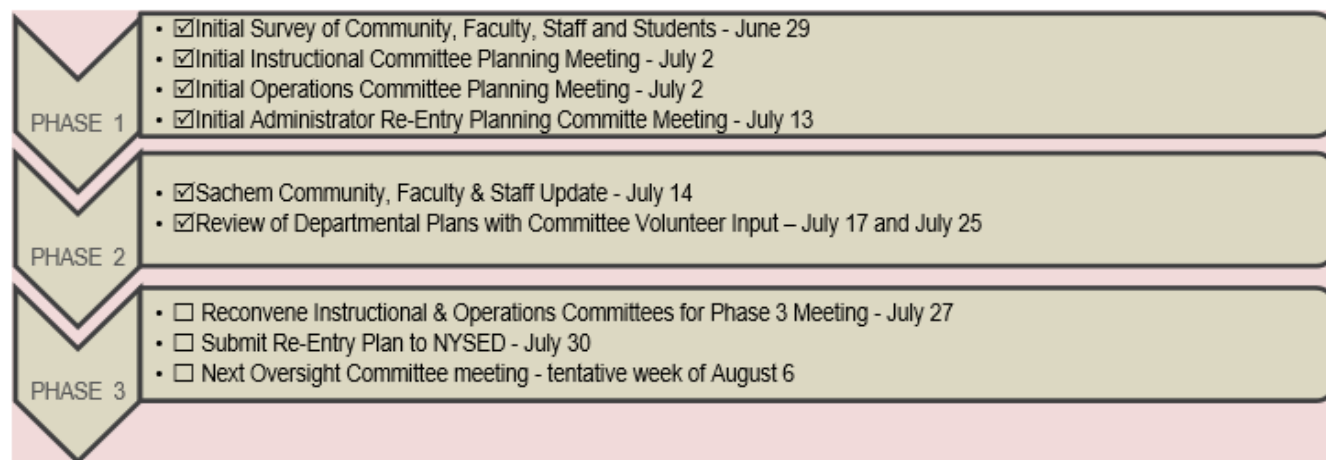 PHASE 1
• ☑Initial Survey of Community, Faculty, Staff and Students - June 29
• ☑Initial Instructional Committee Planning Meeting - July 2
• ☑Initial Operations Committee Planning Meeting - July 2
• ☑Initial Administrator Re-Entry Planning Committe Meeting - July 13
PHASE 2
• ☑Sachem Community, Faculty & Staff Update - July 14
• ☑Review of Departmental Plans with Committee Volunteer Input – July 17 and July 25
PHASE 3
• ☐ Reconvene Instructional & Operations Committees for Phase 3 Meeting - July 27
• ☐ Submit Re-Entry Plan to NYSED - July 30
• ☐ Next Oversight Committee meeting - tentative week of August 6